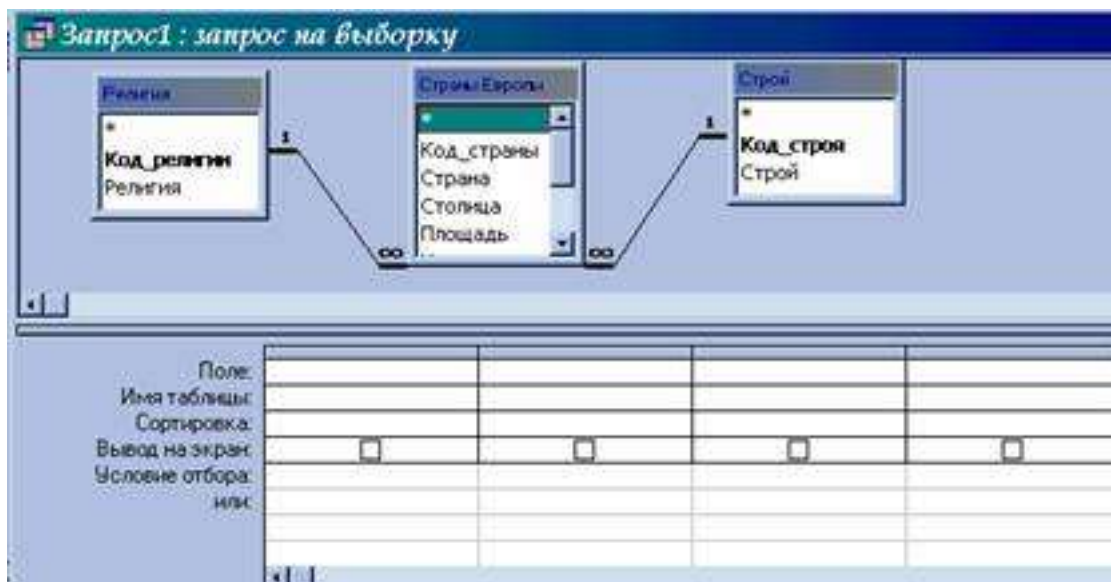 Запрос1 : запрос на выборку
Религия
*
Код_религии
Религия
1
∞
Страны Европы
*
Код_страны
Страна
Столица
Площадь
∞
1
Строй
*
Код_строя
Строй
Поле:
Имя таблицы:
Сортировка:
Вывод на экран:
Условие отбора:
или: